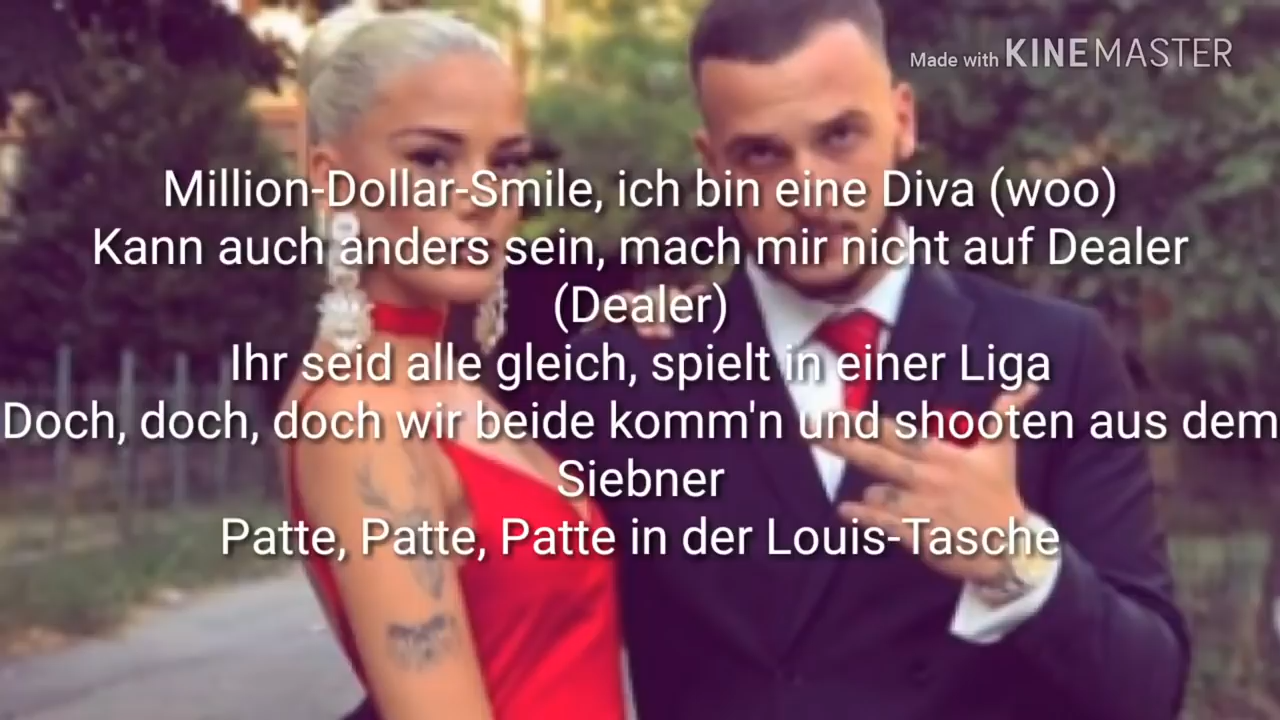 Made with KINEMASTER
Million-Dollar-Smile, ich bin eine Diva (woo)
Kann auch anders sein, mach mir nicht auf Dealer
(Dealer)
Ihr seid alle gleich, spielt in einer Liga
Doch, doch, doch wir beide komm'n und shooten aus dem
Siebner
Patte, Patte, Patte in der Louis-Tasche